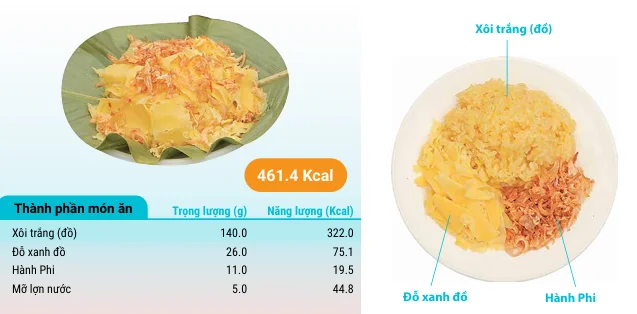 461.4 Kcal
Thành phần món ăn Trọng lượng (g) Năng lượng (Kcal)
Xôi trắng (đồ) 140.0 322.0
Đỗ xanh đồ 26.0 75.1
Hành Phi 11.0 19.5
Mỡ lợn nước 5.0 44.8
Xôi trắng (đồ)
Đỗ xanh đồ
Hành Phi